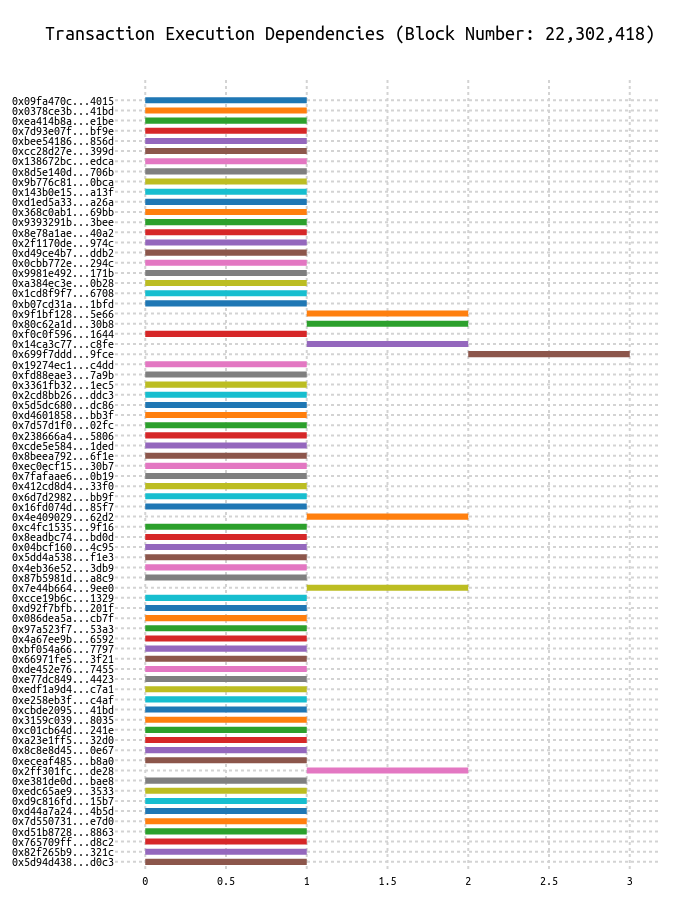 Transaction Execution Dependencies (Block Number: 22,302,418)
0x09fa470c...4015
0x0378ce3b...41bd
0xea414b8a...e1be
0x7d93e07f...bf9e
0xbee54186...856d
0xcc28d27e...399d
0x138672bc...edca
0x8d5e140d...706b
0x9b776c81...0bca
0x143b0e15...a13f
0xd1ed5a33...a26a
0x368c0ab1...69bb
0x9393291b...3bee
0x8e78a1ae...40a2
0x2f1170de...974c
0xd49ce4b7...ddb2
0x0cbb772e...294c
0x9981e492...171b
0xa384ec3e...0b28
0x1cd8f9f7...6708
0xb07cd31a...1bfd
0x9f1bf128...5e66
0x80c62a1d...30b8
0xf0c0f596...1644
0x14ca3c77...c8fe
0x699f7ddd...9fce
0x19274ec1...c4dd
0xfd88eae3...7a9b
0x3361fb32...1ec5
0x2cd8bb26...ddc3
0x5d5dc680...dc86
0xd4601858...bb3f
0x7d57d1f0...02fc
0x238666a4...5806
0xcde5e584...1ded
0x8beea792...6f1e
0xec0ecf15...30b7
0x7fafaae6...0b19
0x412cd8d4...33f0
0x6d7d2982...bb9f
0x16fd074d...85f7
0x4e409029...62d2
0xc4fc1535...9f16
0x8eadbc74...bd0d
0x04bcf160...4c95
0x5dd4a538...f1e3
0x4eb36e52...3db9
0x87b5981d...a8c9
0x7e44b664...9ee0
0xcce19b6c...1329
0xd92f7bfb...201f
0x086dea5a...cb7f
0x97a523f7...53a3
0x4a67ee9b...6592
0xbf054a66...7797
0x66971fe5...3f21
0xde452e76...7455
0xe77dc849...4423
0xedf1a9d4...c7a1
0xe258eb3f...c4af
0xcbde2095...41bd
0x3159c039...8035
0xc01cb64d...241e
0xa23e1ff5...32d0
0x8c8e8d45...0e67
0xeceaf485...b8a0
0x2ff301fc...de28
0xe381de0d...bae8
0xedc65ae9...3533
0xd9c816fd...15b7
0xd44a7a24...4b5d
0x7d550731...e7d0
0xd51b8728...8863
0x765709ff...d8c2
0x82f265b9...321c
0x5d94d438...d0c3
0 0.5 1 1.5 2 2.5 3